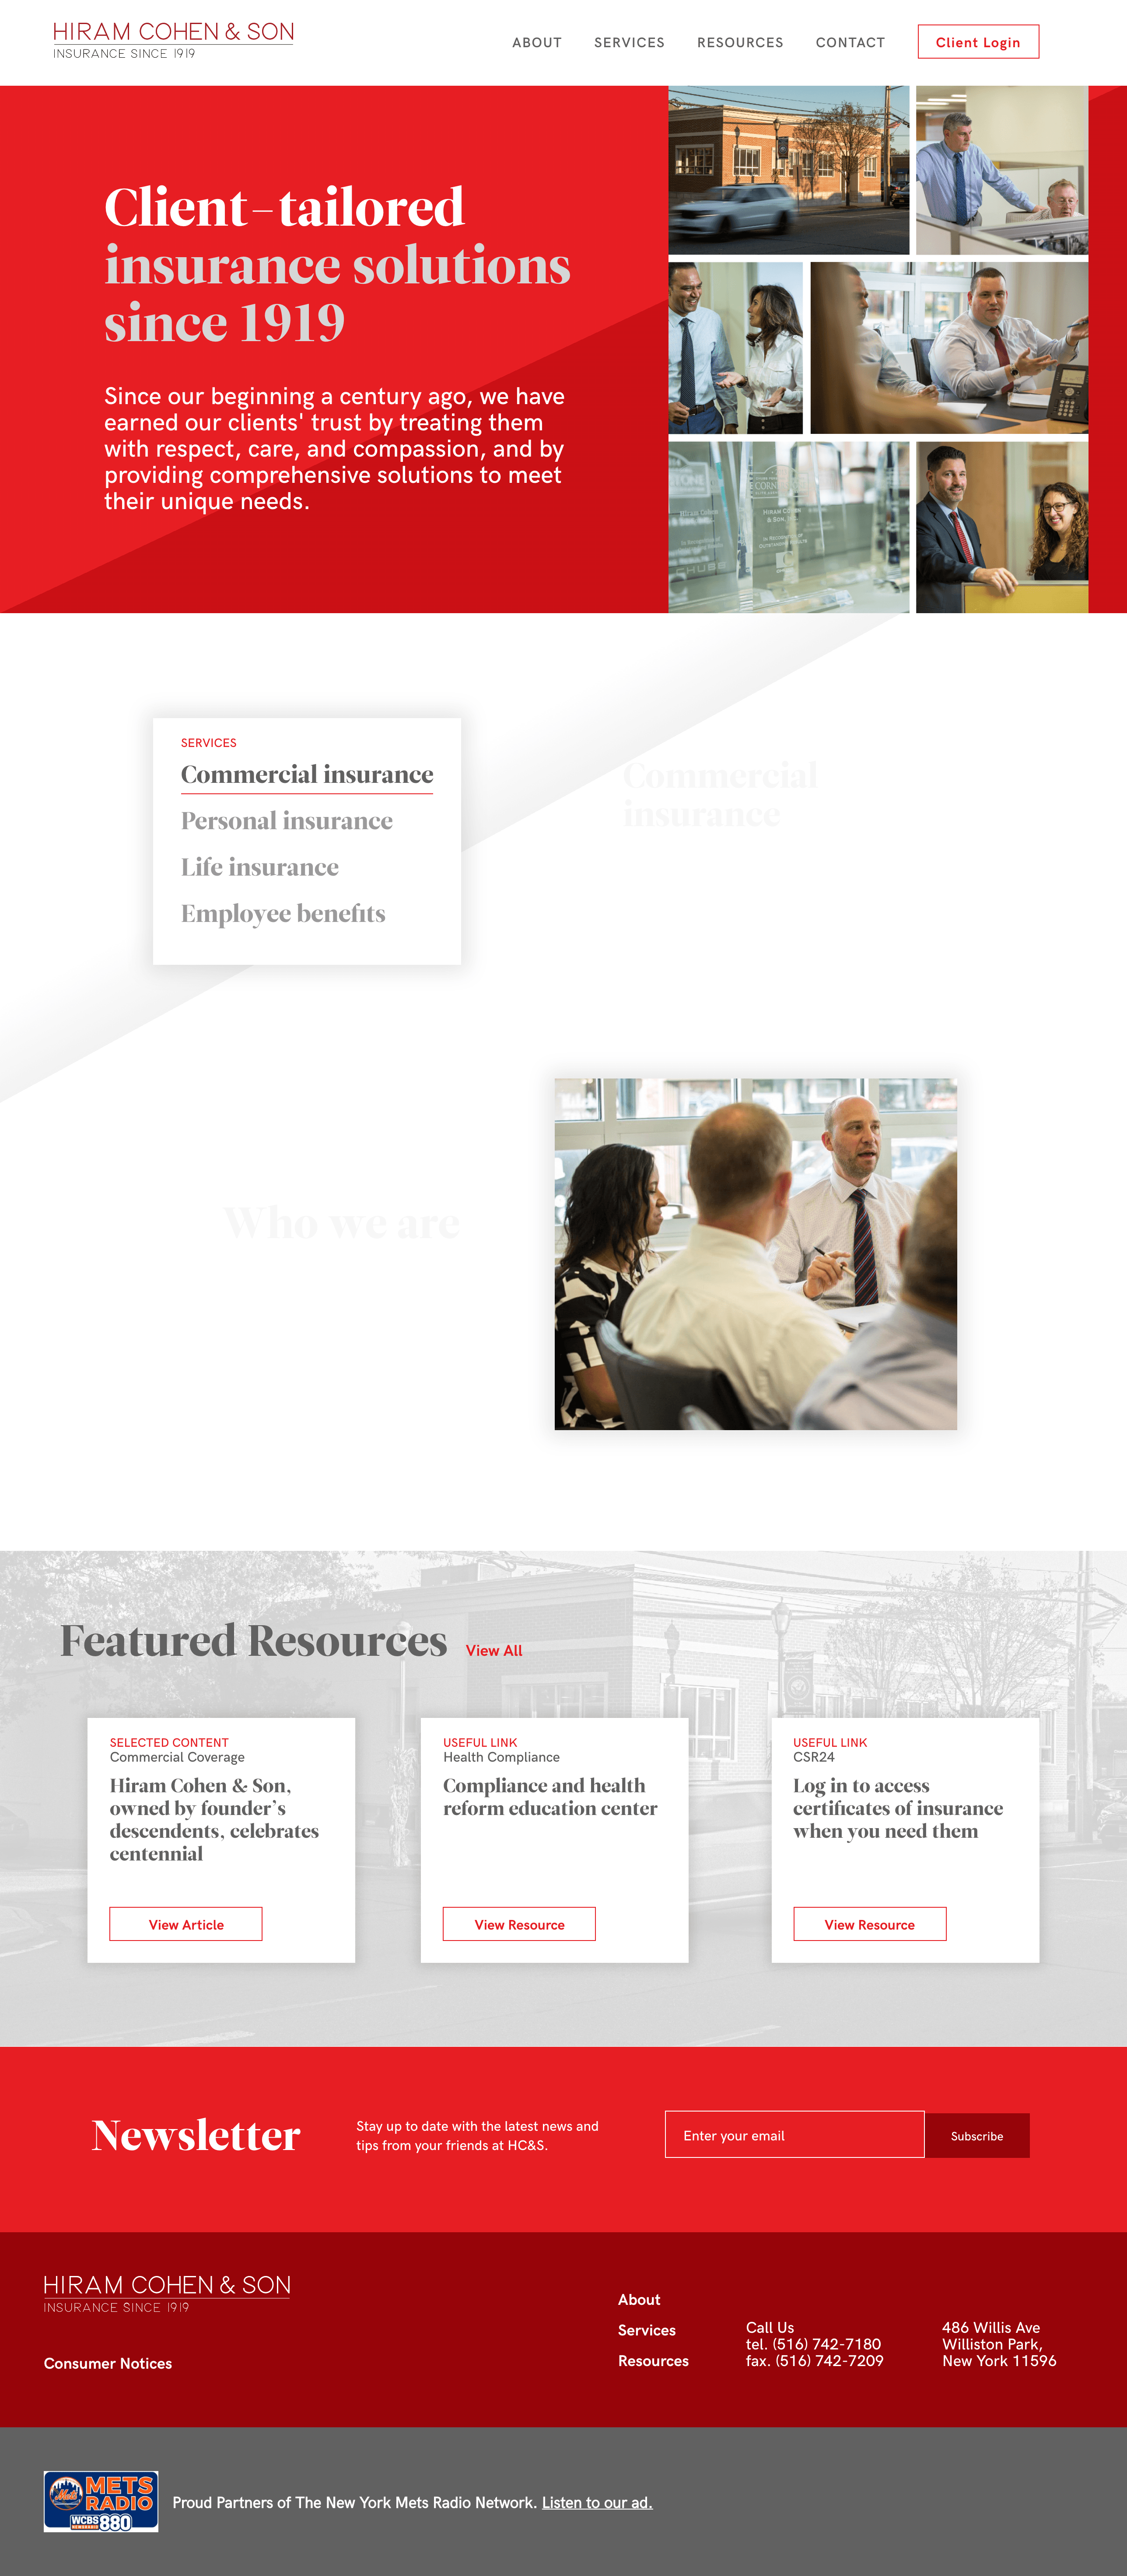 HIRAM COHEN & SON
INSURANCE SINCE 1919
ABOUT
SERVICES
RESOURCES
CONTACT
Client Login
Client-tailored
insurance solutions
since 1919
Since our beginning a century ago, we have
earned our clients' trust by treating them
with respect, care, and compassion, and by
providing comprehensive solutions to meet
their unique needs.
HIRAM COHEN
& SON.
CHUBB
SERVICES
Commercial insurance
Personal insurance
Life insurance
Employee benefits
Commercial
insurance
Who we are
Featured Resources
View All
SELECTED CONTENT
Commercial Coverage
Hiram Cohen & Son,
owned by founder's
descendents, celebrates
centennial
View Article
USEFUL LINK
Health Compliance
Compliance and health
reform education center
View Resource
USEFUL LINK
CSR24
Log in to access
certificates of insurance
when you need them
View Resource
Newsletter
Stay up to date with the latest news and
tips from your friends at HC&S.
Enter your email
Subscribe
HIRAM COHEN & SON
INSURANCE SINCE 1919
Consumer Notices
About
Services
Resources
Call Us
tel. (516) 742-7180
fax. (516) 742-7209
486 Willis Ave
Williston Park,
New York 11596
Mets
METS
RADIO
WCBS
NEWSRADIO
880
Proud Partners of The New York Mets Radio Network. Listen to our ad.